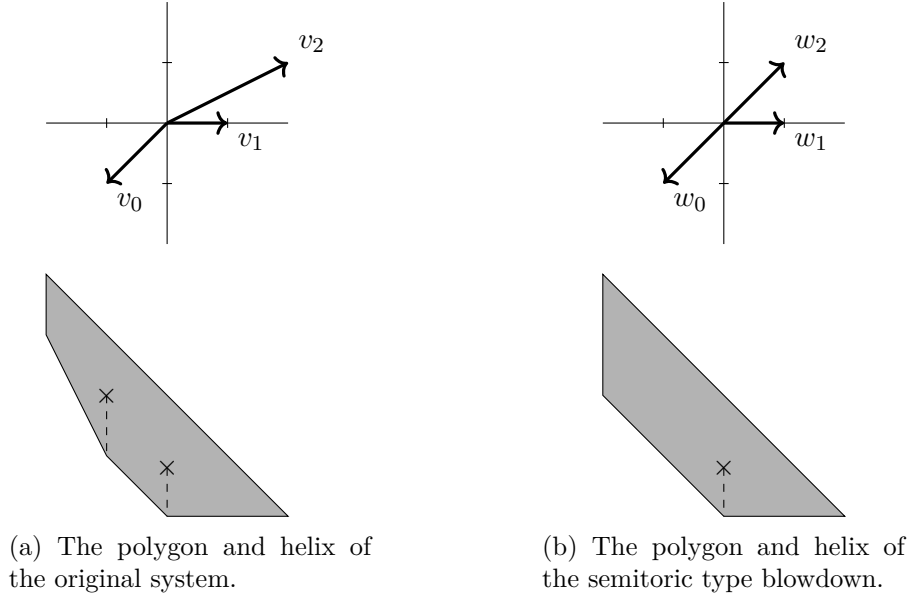 v₂
v₁
v₀
w₂
w₁
w₀
(a) The polygon and helix of
the original system.
(b) The polygon and helix of
the semitoric type blowdown.